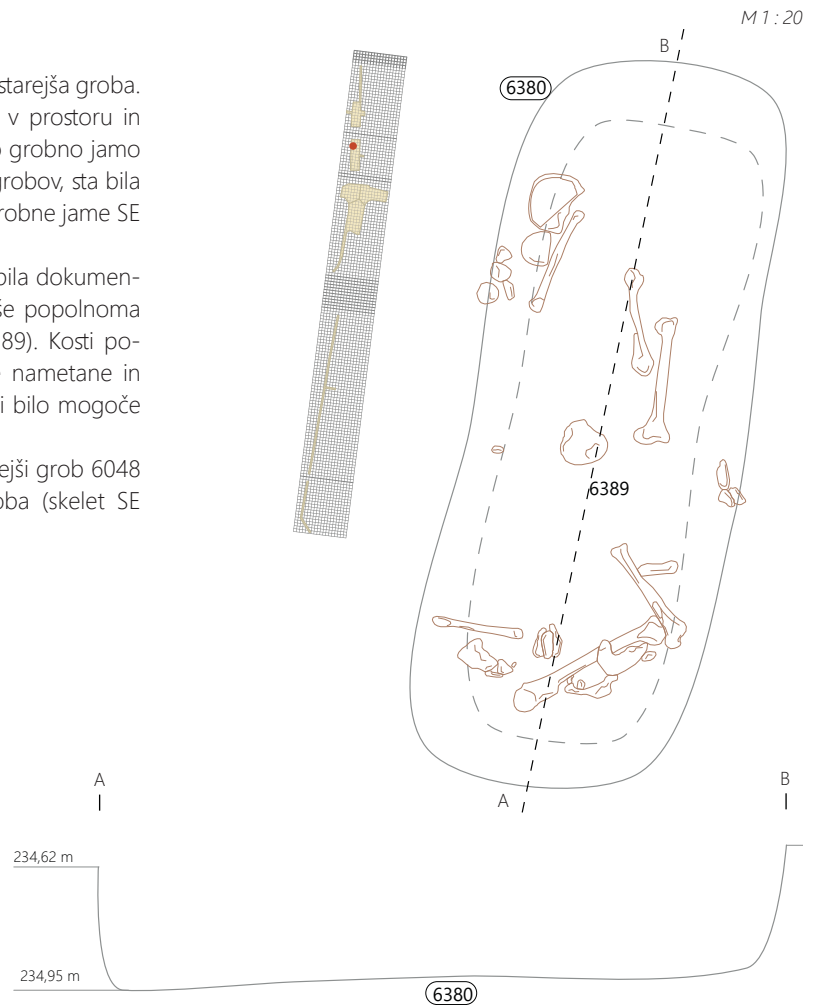 M 1 : 20
starejša groba.
v prostoru in
grobno jamo
grobov, sta bila
robne jame SE
bila dokumen-
še popolnoma
89). Kosti po-
nametane in
i bilo mogoče
ejši grob 6048
oba (skelet SE
B
6380
6389
A
A
B
234,62 m
234,95 m
6380